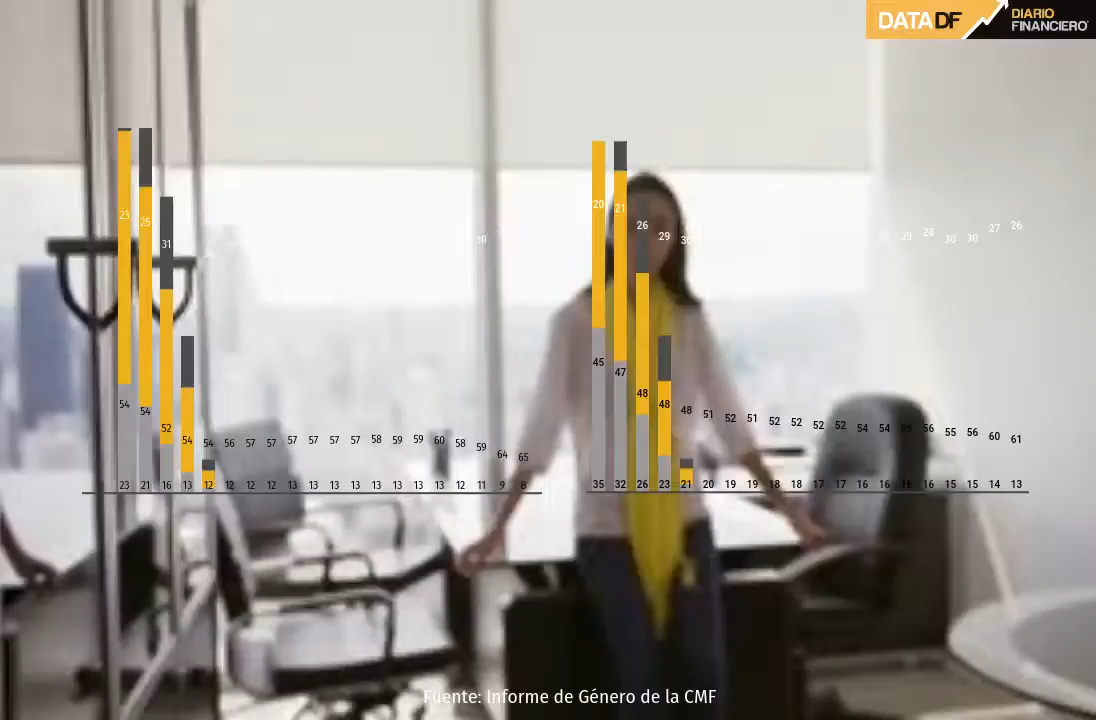 DATA DF
DIARIO
FINANCIERO
23 25 31 30
54 54 52 54 54 56 57 57 57 57 57 57 58 59 59 60 58 59 64 65
23 21 16 13 12 12 12 12 13 13 13 13 13 13 13 13 12 11 9 8
20 21 26 29 30 29 28 30 30 27 26
45 47 48 48 48 51 52 51 52 52 52 52 54 54 56 55 56 60 61
35 32 26 23 21 20 19 19 18 18 17 17 16 16 16 16 15 15 14 13
Fuente: Informe de Género de la CMF